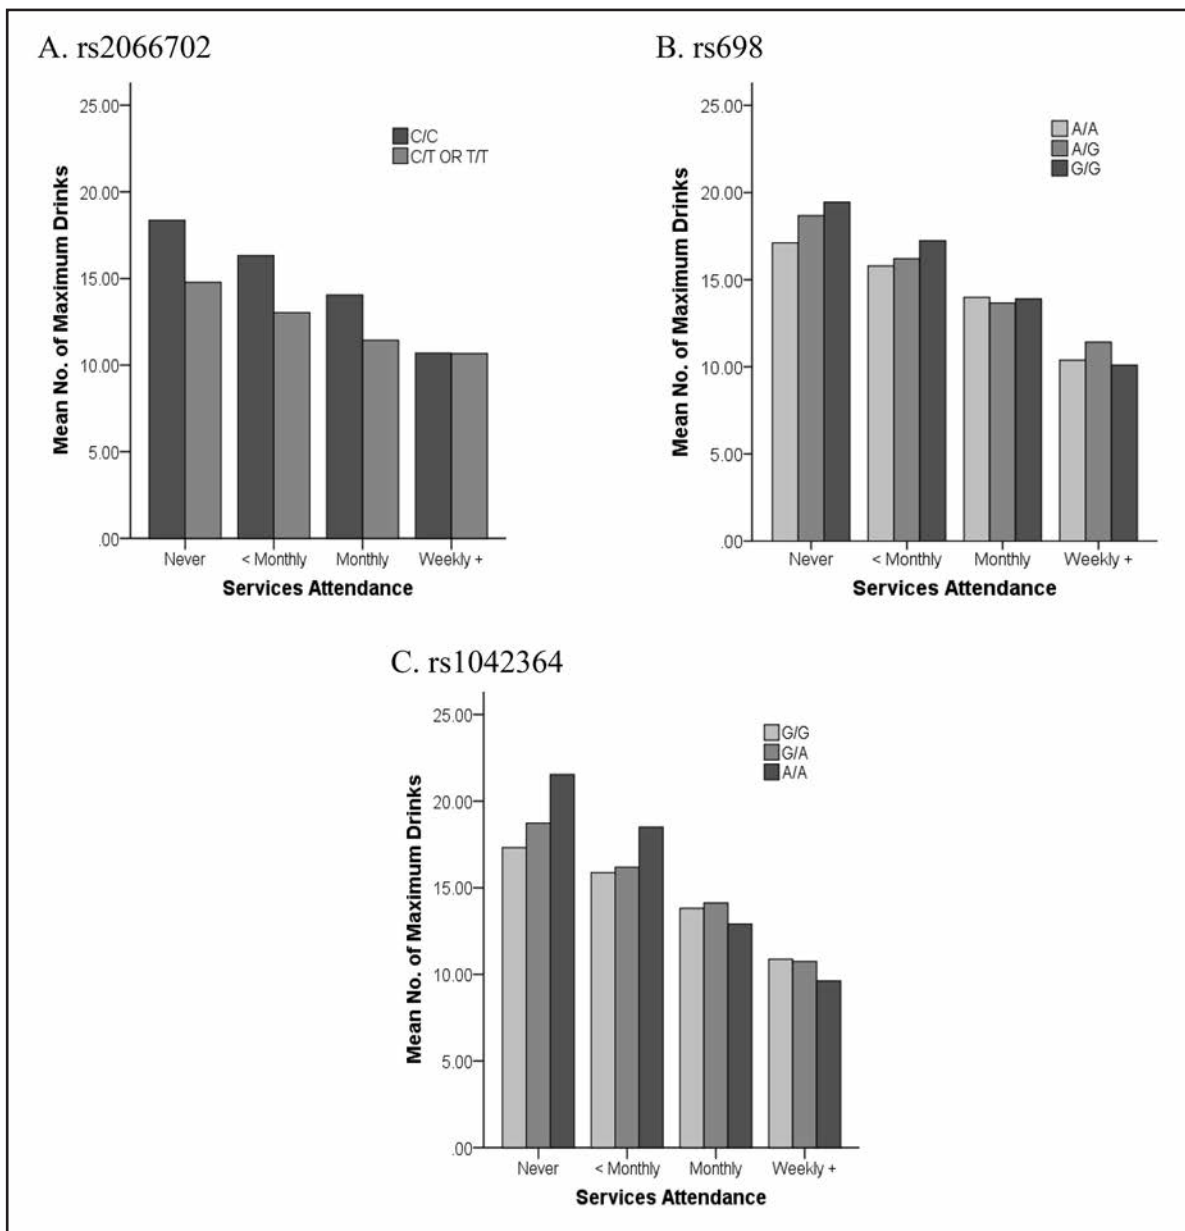 A. rs2066702
25.00
20.00
15.00
10.00
5.00
.00
Mean No. of Maximum Drinks
C/C
C/T OR T/T
Never
< Monthly
Monthly
Weekly +
Services Attendance
B. rs698
25.00
20.00
15.00
10.00
5.00
.00
Mean No. of Maximum Drinks
A/A
A/G
G/G
Never
< Monthly
Monthly
Weekly +
Services Attendance
C. rs1042364
25.00
20.00
15.00
10.00
5.00
.00
Mean No. of Maximum Drinks
G/G
G/A
A/A
Never
< Monthly
Monthly
Weekly +
Services Attendance